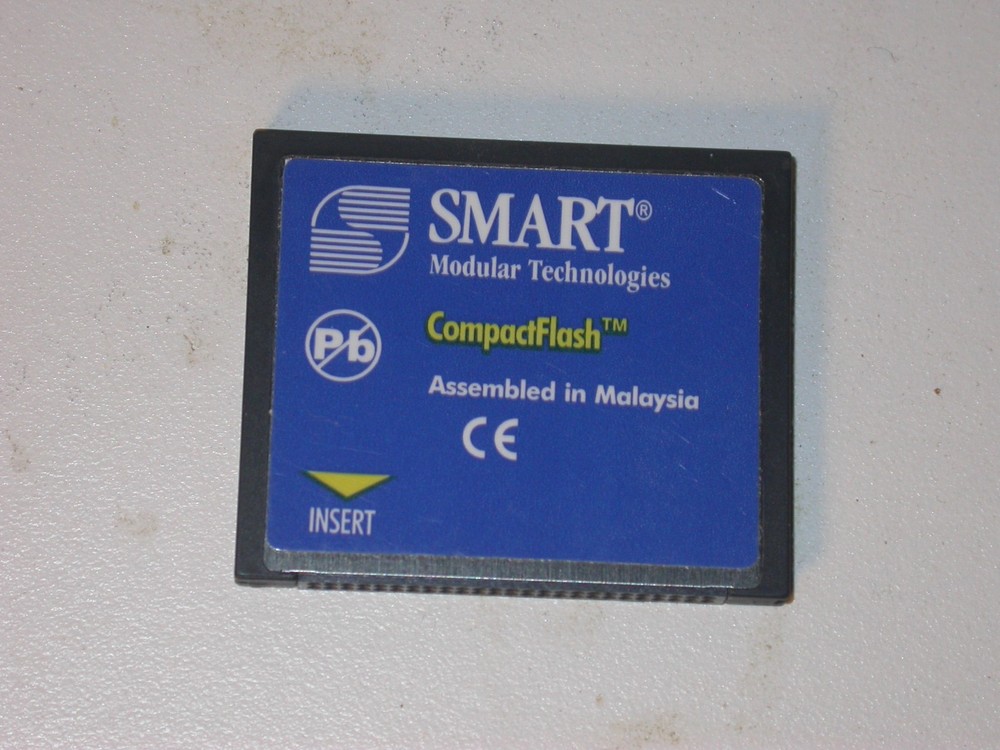 SMART®
Modular Technologies
Pb
CompactFlash™
Assembled in Malaysia
CE
INSERT